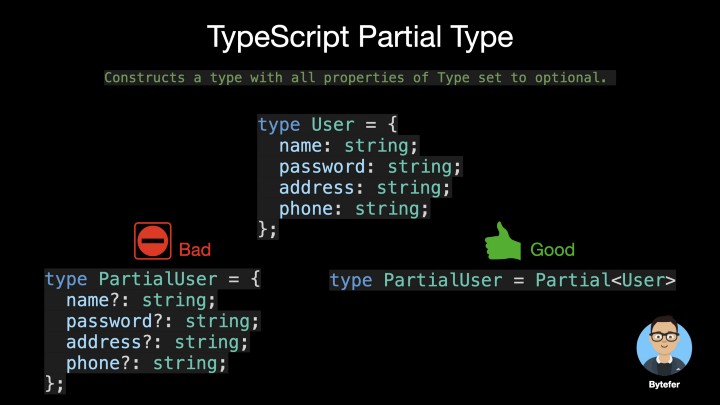 TypeScript Partial Type
Constructs a type with all properties of Type set to optional.
type User = {
  name: string;
  password: string;
  address: string;
  phone: string;
};
Bad
type PartialUser = {
  name?: string;
  password?: string;
  address?: string;
  phone?: string;
};
Good
type PartialUser = Partial<User>
Bytefer